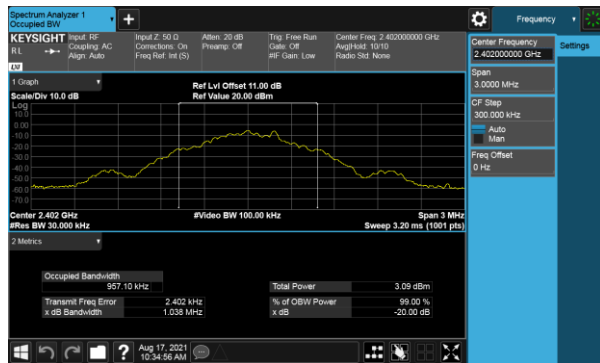 Spectrum Analyzer 1
Occupied BW
Frequency
KEYSIGHT
RL
LNI
Input: RF
Coupling: AC
Align: Auto
Input Z: 50 Ω
Corrections: On
Freq Ref: Int (S)
Atten: 20 dB
Preamp: Off
Trig: Free Run
Gate: Off
#IF Gain: Low
Center Freq: 2.402000000 GHz
Avg|Hold: 10/10
Radio Std: None
Center Frequency
2.402000000 GHz
Settings
Span
3.0000 MHz
CF Step
300.000 kHz
Auto
Man
Freq Offset
0 Hz
1 Graph
Scale/Div 10.0 dB
Ref Lvl Offset 11.00 dB
Ref Value 20.00 dBm
Log
10.0
0.00
-10.0
-20.0
-30.0
-40.0
-50.0
-60.0
-70.0
Center 2.402 GHz
#Video BW 100.00 kHz
Span 3 MHz
#Res BW 30.000 kHz
Sweep 3.20 ms (1001 pts)
2 Metrics
Occupied Bandwidth
957.10 kHz
Total Power 3.09 dBm
Transmit Freq Error 2.402 kHz
% of OBW Power 99.00 %
x dB Bandwidth 1.038 MHz
x dB -20.00 dB
?
Aug 17, 2021
10:34:56 AM